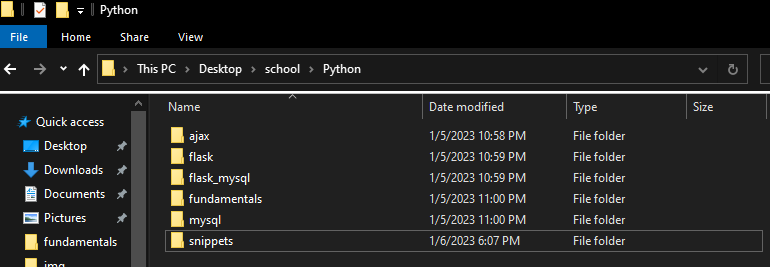 Python
File Home Share View
This PC Desktop school Python
Name Date modified Type Size
Quick access
Desktop
Downloads
Documents
Pictures
fundamentals
img
ajax 1/5/2023 10:58 PM File folder
flask 1/5/2023 10:59 PM File folder
flask_mysql 1/5/2023 10:59 PM File folder
fundamentals 1/5/2023 11:00 PM File folder
mysql 1/5/2023 11:00 PM File folder
snippets 1/6/2023 6:07 PM File folder